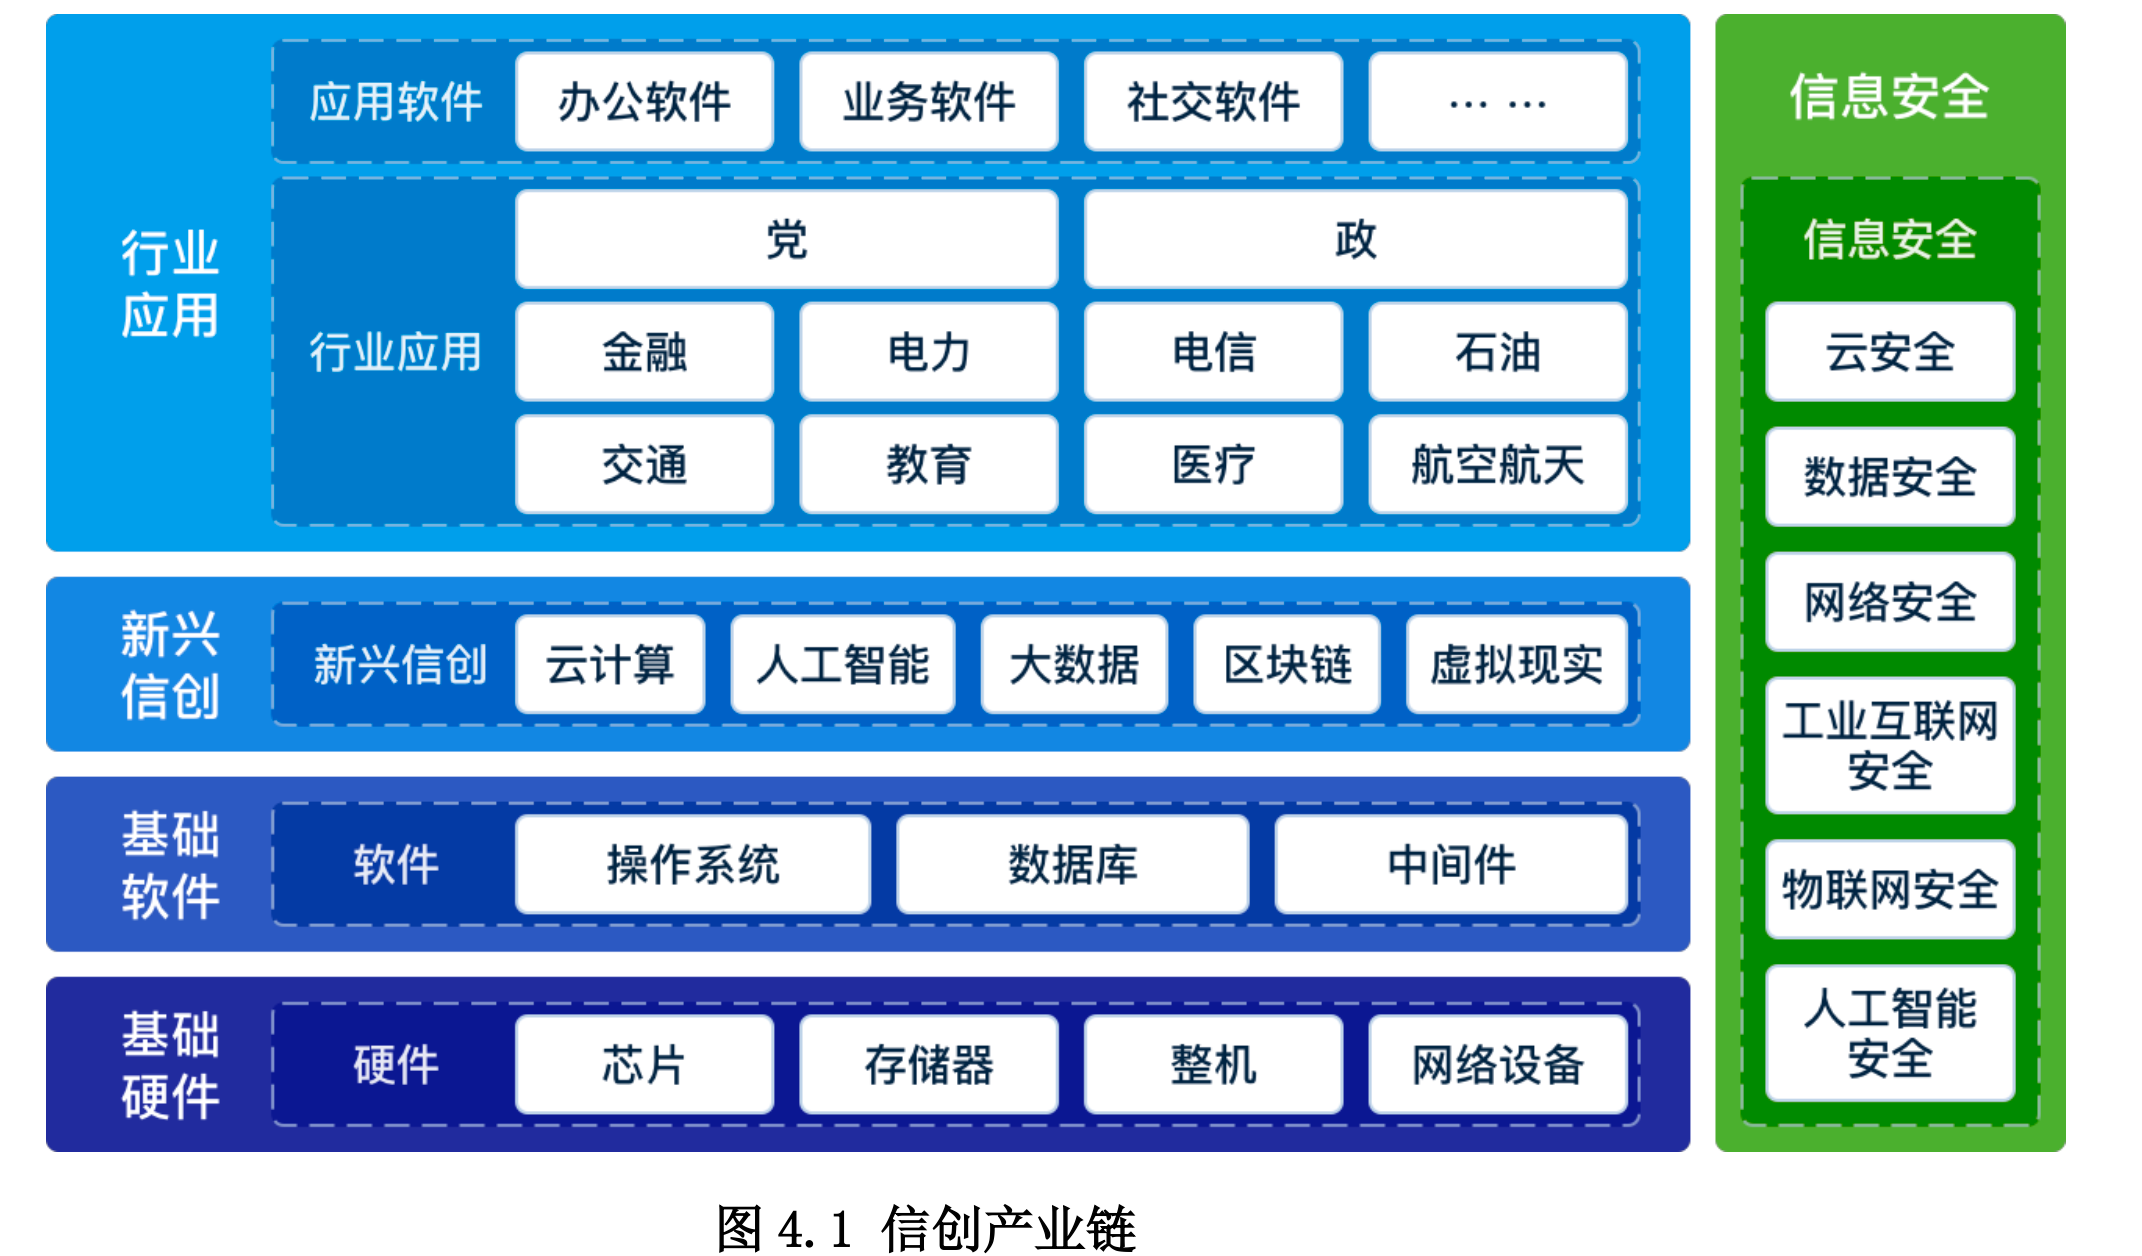 行业
应用
应用软件
办公软件
业务软件
社交软件
… …
行业应用
党
政
金融
电力
电信
石油
交通
教育
医疗
航空航天
新兴
信创
新兴信创
云计算
人工智能
大数据
区块链
虚拟现实
基础
软件
软件
操作系统
数据库
中间件
基础
硬件
硬件
芯片
存储器
整机
网络设备
信息安全
信息安全
云安全
数据安全
网络安全
工业互联网
安全
物联网安全
人工智能
安全
图 4.1 信创产业链